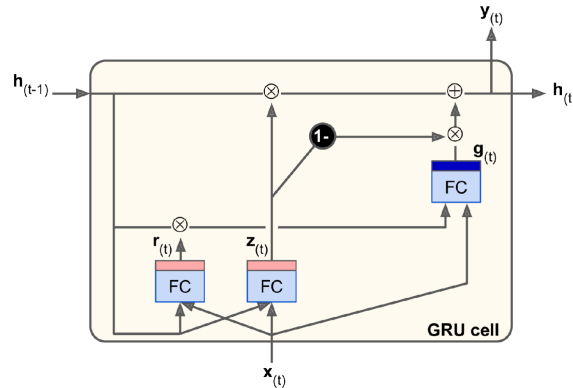 y(t)
h(t-1)
h(t
1-
g(t)
FC
r(t)
z(t)
FC
FC
GRU cell
x(t)